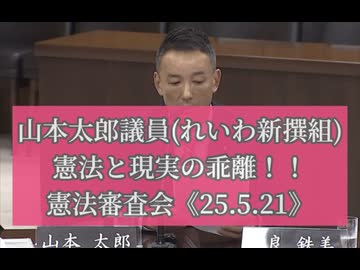 山本太郎議員(れいわ新撰組)
憲法と現実の乖離！！
憲法審査会《25.5.21》
山本 太郎
良 鉄美